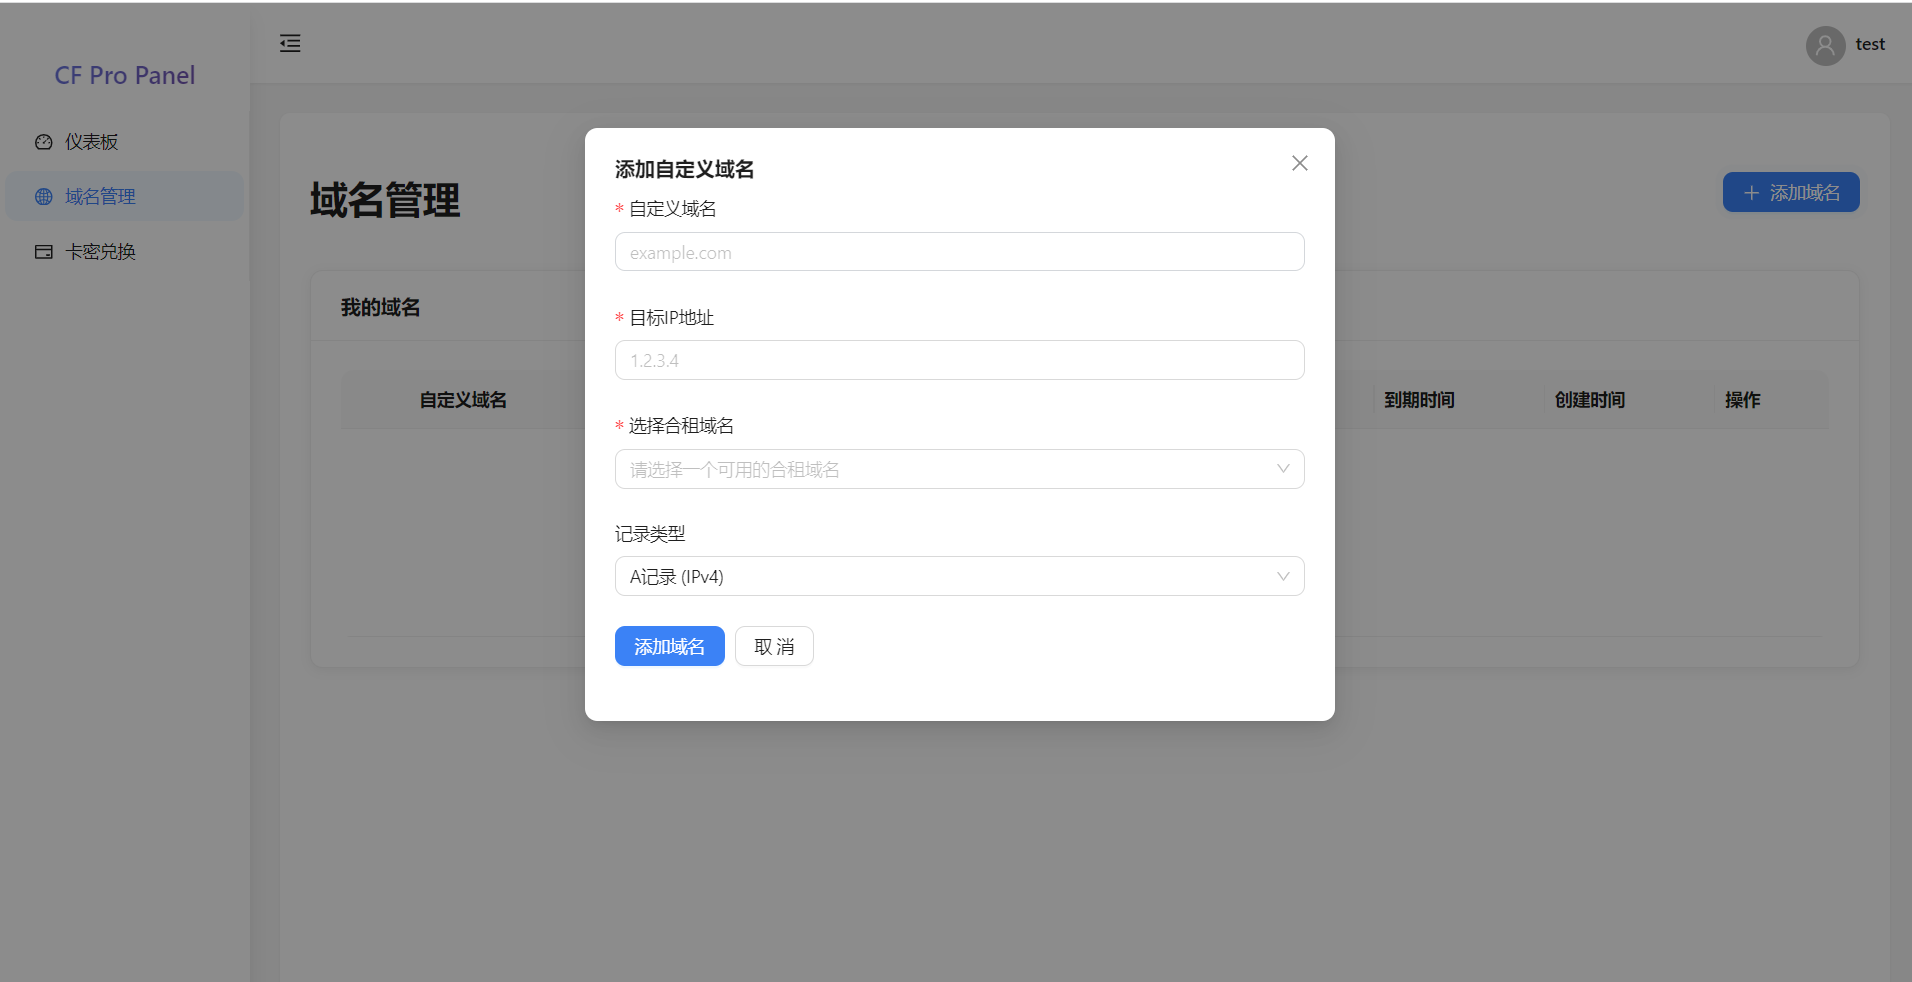 CF Pro Panel
test
仪表板
域名管理
卡密兑换
域名管理
添加域名
我的域名
自定义域名
到期时间
创建时间
操作
添加自定义域名
* 自定义域名
example.com
* 目标IP地址
1.2.3.4
* 选择合租域名
请选择一个可用的合租域名
记录类型
A记录 (IPv4)
添加域名
取 消